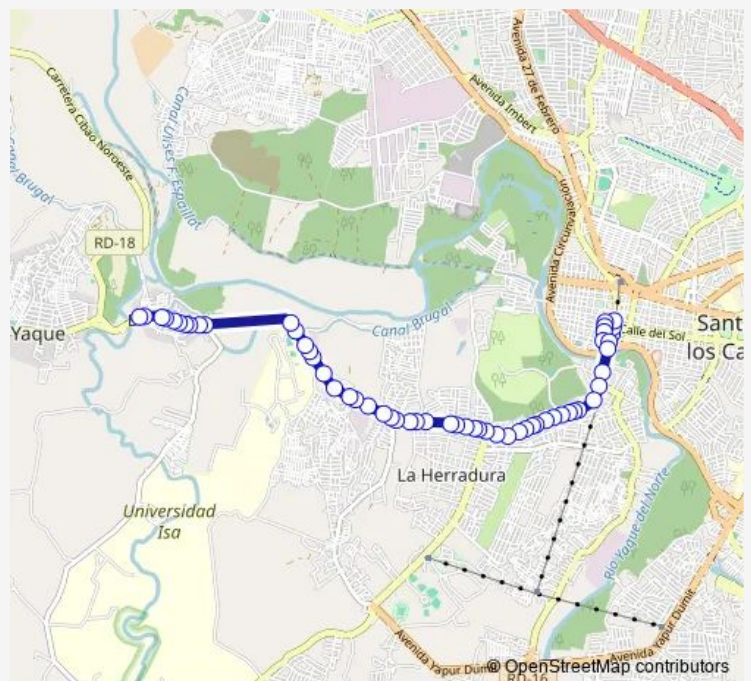 Avenida 27 de Febrero
Avenida Imbert
Carretera Cibao Noroeste
Canal Ulises F. Espaillat
Canal Brugal
RD-18
Avenida Circunvalación
Canal Brugal
Yaque
Calle del Sol
Sant
los Ca
La Herradura
Universidad
Isa
Rio Yaque del Norte
Avenida Yapur Dumit
Avenida Yapur Dumit
RD-16
© OpenStreetMap contributors